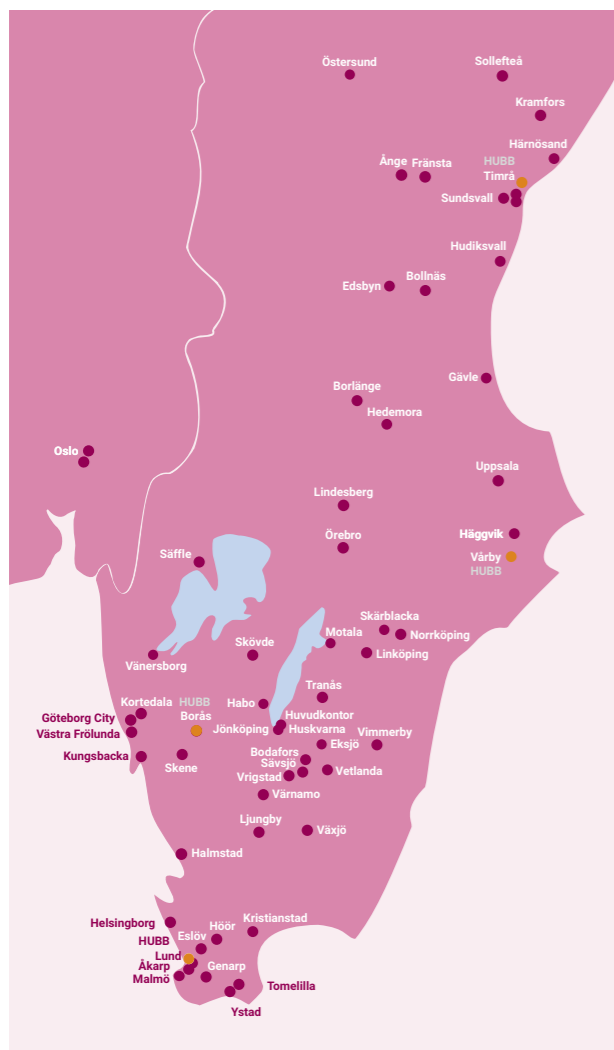 Östersund
Sollefteå
Kramfors
Härnösand
HUBB
Timrå
Ånge
Fränsta
Sundsvall
Hudiksvall
Edsbyn
Bollnäs
Gävle
Borlänge
Hedemora
Oslo
Uppsala
Lindesberg
Örebro
Häggvik
Vårby
HUBB
Säffle
Skärblacka
Norrköping
Motala
Linköping
Skövde
Vänersborg
Tranås
Habo
Kortedala
HUBB
Borås
Göteborg City
Västra Frölunda
Huvudkontor
Jönköping
Huskvarna
Kungsbacka
Skene
Eksjö
Vimmerby
Bodafors
Sävsjö
Vrigstad
Vetlanda
Värnamo
Ljungby
Växjö
Halmstad
Helsingborg
Höör
Kristianstad
HUBB
Eslöv
Lund
Åkarp
Malmö
Genarp
Tomelilla
Ystad